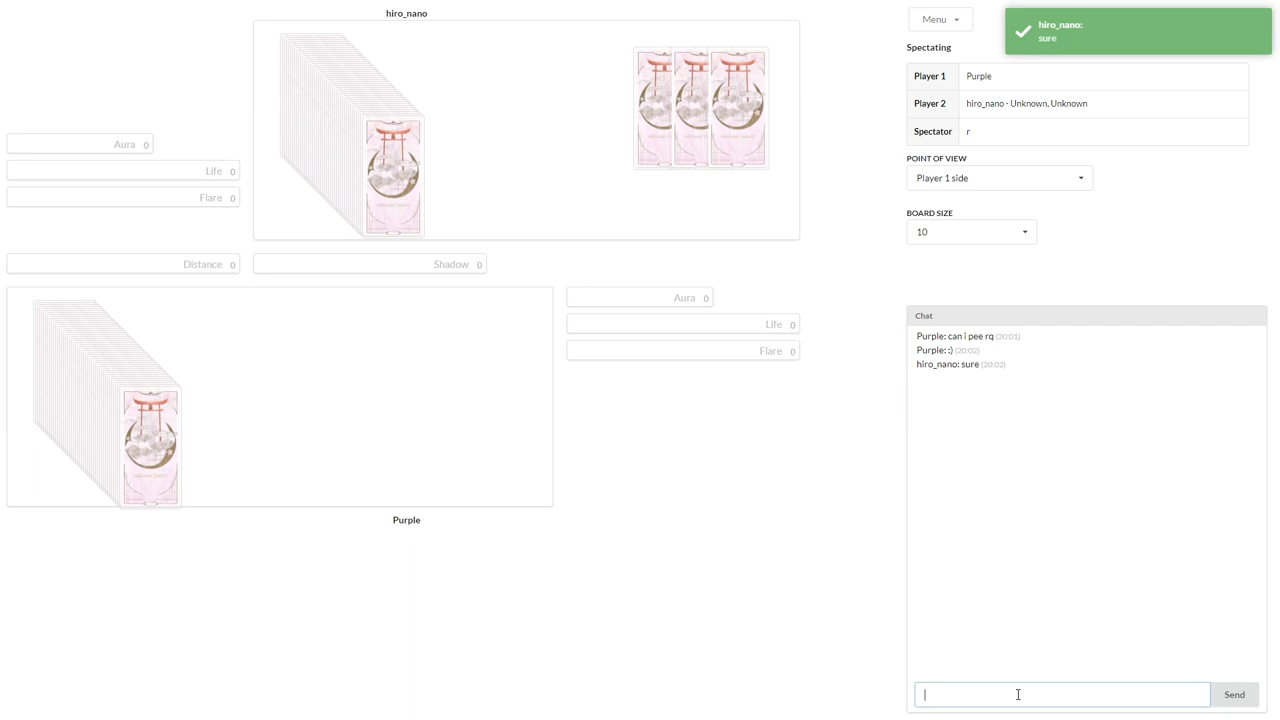 hiro_nano
Aura 0
Life 0
Flare 0
Distance 0
Shadow 0
Aura 0
Life 0
Flare 0
Purple
Menu
hiro_nano:
sure
Spectating
Player 1 Purple
Player 2 hiro_nano - Unknown, Unknown
Spectator r
POINT OF VIEW
Player 1 side
BOARD SIZE
10
Chat
Purple: can i pee rq (20:01)
Purple: :) (20:02)
hiro_nano: sure (20:02)
Send